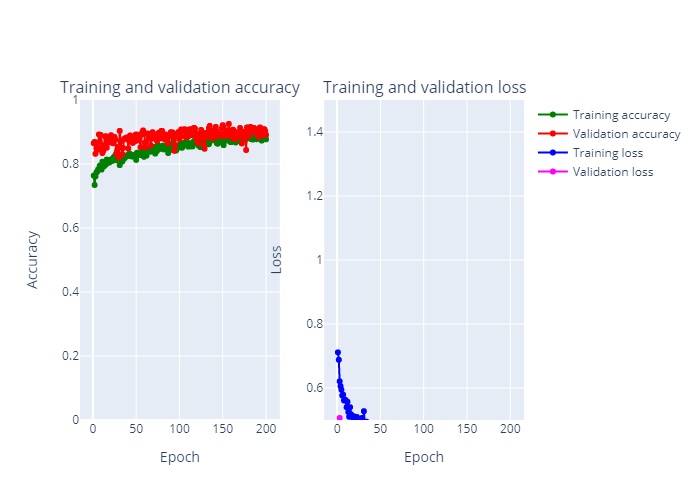 Training and validation accuracy
Training and validation loss
1
0.8
0.6
0.4
0.2
0
0
50
100
150
200
Epoch
Accuracy
1.4
1.2
1
0.8
0.6
0
50
100
150
200
Epoch
Loss
Training accuracy
Validation accuracy
Training loss
Validation loss